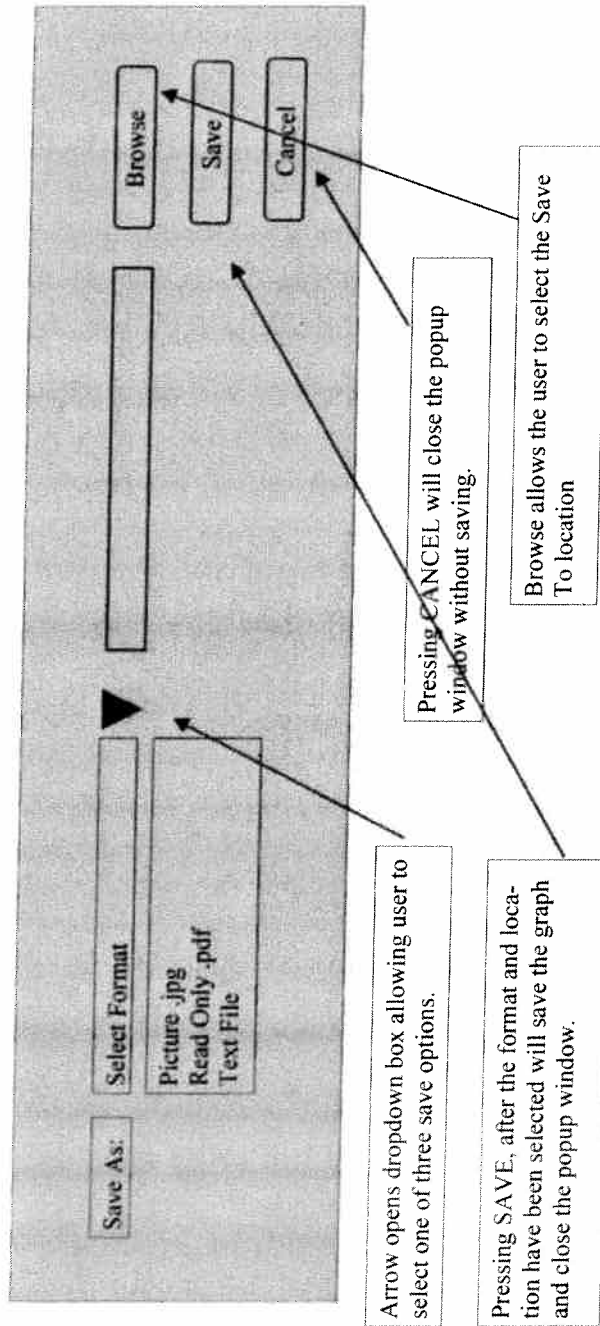 Save As:
Select Format
Picture .jpg
Read Only .pdf
Text File
Browse
Save
Cancel
Arrow opens dropdown box allowing user to
select one of three save options.
Pressing CANCEL will close the popup
window without saving.
Pressing SAVE, after the format and loca-
tion have been selected will save the graph
and close the popup window.
Browse allows the user to select the Save
To location